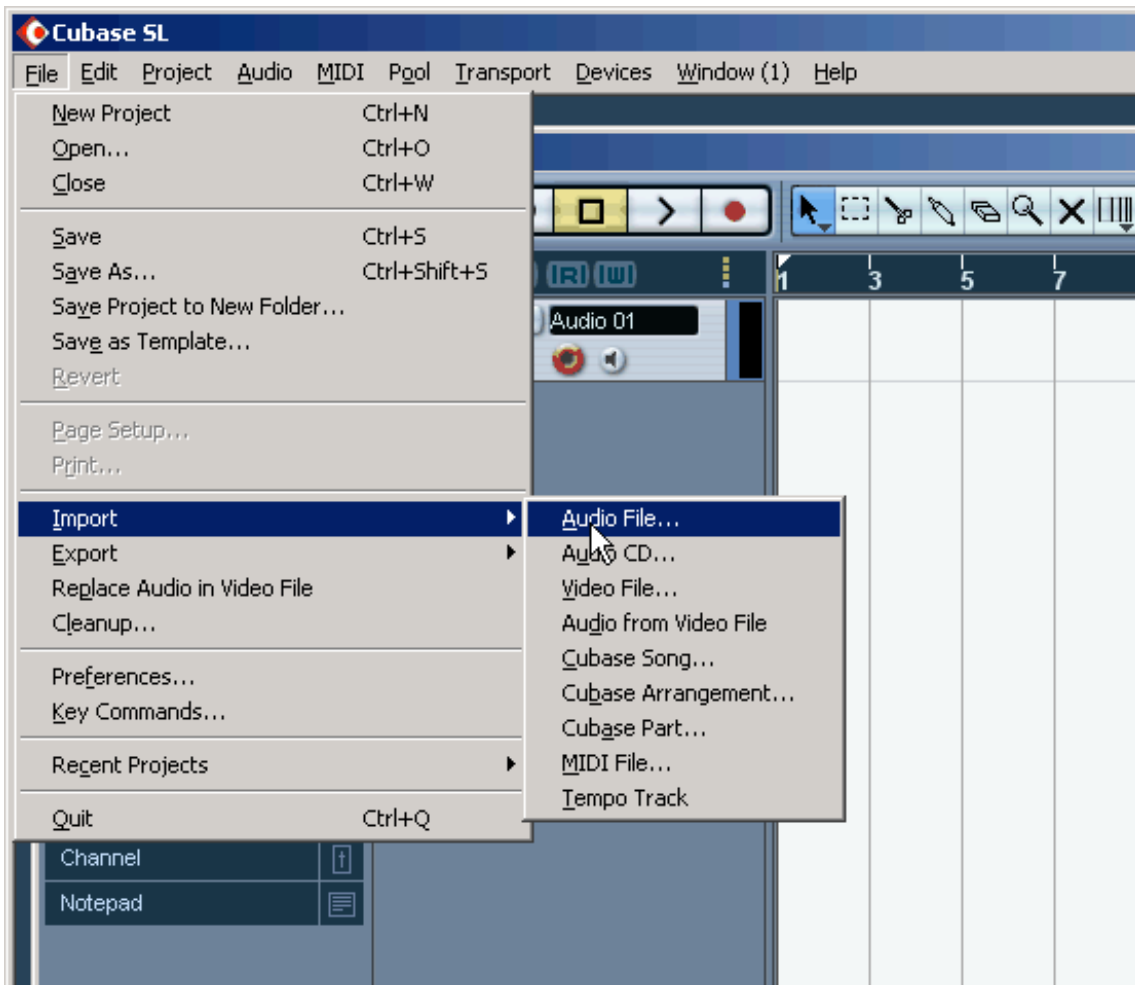 Cubase SL
File Edit Project Audio MIDI Pool Transport Devices Window (1) Help
New Project Ctrl+N
Open... Ctrl+O
Close Ctrl+W
Save Ctrl+S
Save As... Ctrl+Shift+S
Save Project to New Folder...
Save as Template...
Revert
Page Setup...
Print...
Import
Export
Replace Audio in Video File
Cleanup...
Preferences...
Key Commands...
Recent Projects
Quit Ctrl+Q
Audio File...
Audio CD...
Video File...
Audio from Video File
Cubase Song...
Cubase Arrangement...
Cubase Part...
MIDI File...
Tempo Track
R W
1 3 5 7
Audio 01
Channel
Notepad